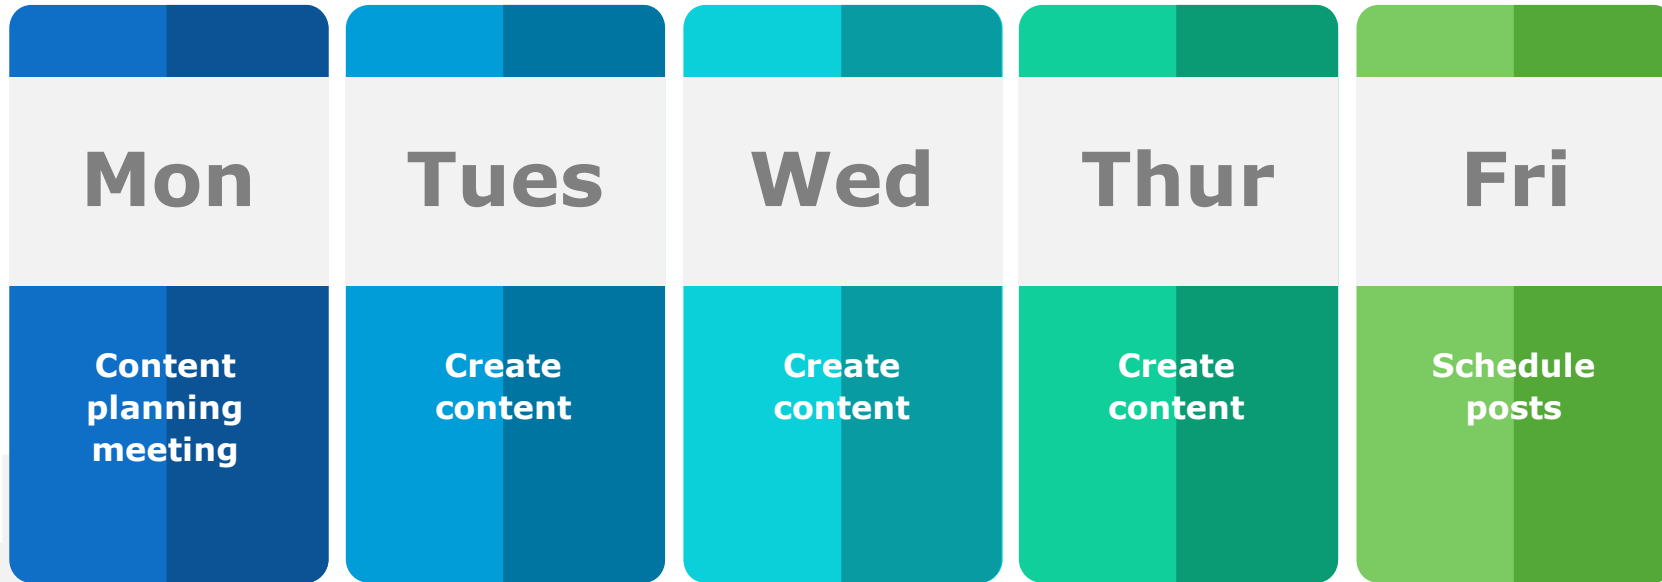 Mon
Tues
Wed
Thur
Fri
Content
planning
meeting
Create
content
Create
content
Create
content
Schedule
posts